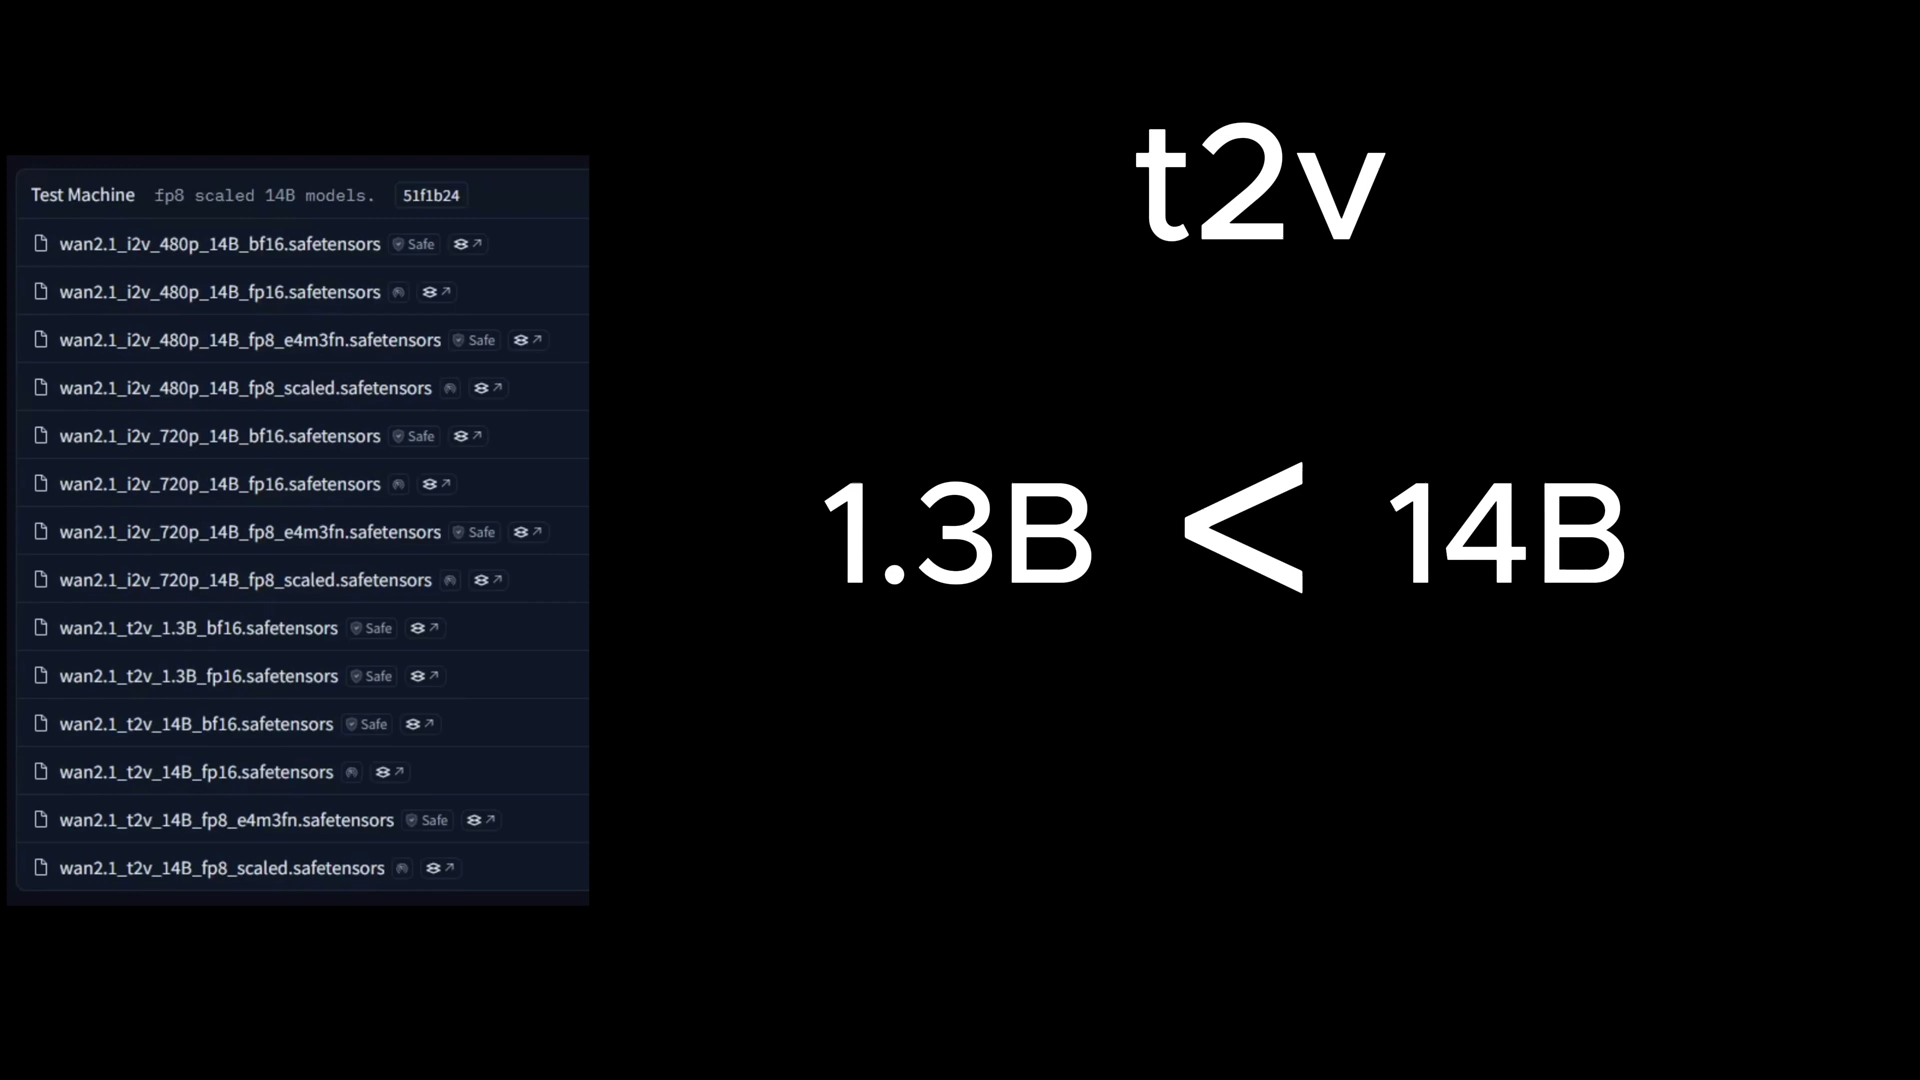 Test Machine fp8 scaled 14B models. 51f1b24
wan2.1_i2v_480p_14B_bf16.safetensors Safe
wan2.1_i2v_480p_14B_fp16.safetensors
wan2.1_i2v_480p_14B_fp8_e4m3fn.safetensors Safe
wan2.1_i2v_480p_14B_fp8_scaled.safetensors
wan2.1_i2v_720p_14B_bf16.safetensors Safe
wan2.1_i2v_720p_14B_fp16.safetensors
wan2.1_i2v_720p_14B_fp8_e4m3fn.safetensors Safe
wan2.1_i2v_720p_14B_fp8_scaled.safetensors
wan2.1_t2v_1.3B_bf16.safetensors Safe
wan2.1_t2v_1.3B_fp16.safetensors Safe
wan2.1_t2v_14B_bf16.safetensors Safe
wan2.1_t2v_14B_fp16.safetensors
wan2.1_t2v_14B_fp8_e4m3fn.safetensors Safe
wan2.1_t2v_14B_fp8_scaled.safetensors
t2v
1.3B < 14B